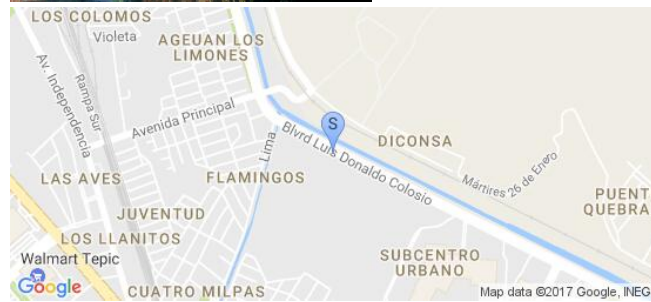 LOS COLOMOS
Violeta
AGEUAN LOS
LIMONES
Av. Independencia
Rampa Sur
Avenida Principal
Lima
S
Blvrd Luis Donaldo Colosio
DICONSA
Mártires 26 de Enero
LAS AVES
FLAMINGOS
PUENT
QUEBRA
JUVENTUD
LOS LLANITOS
Walmart Tepic
SUBCENTRO
URBANO
Google
CUATRO MILPAS
Map data ©2017 Google, INEG